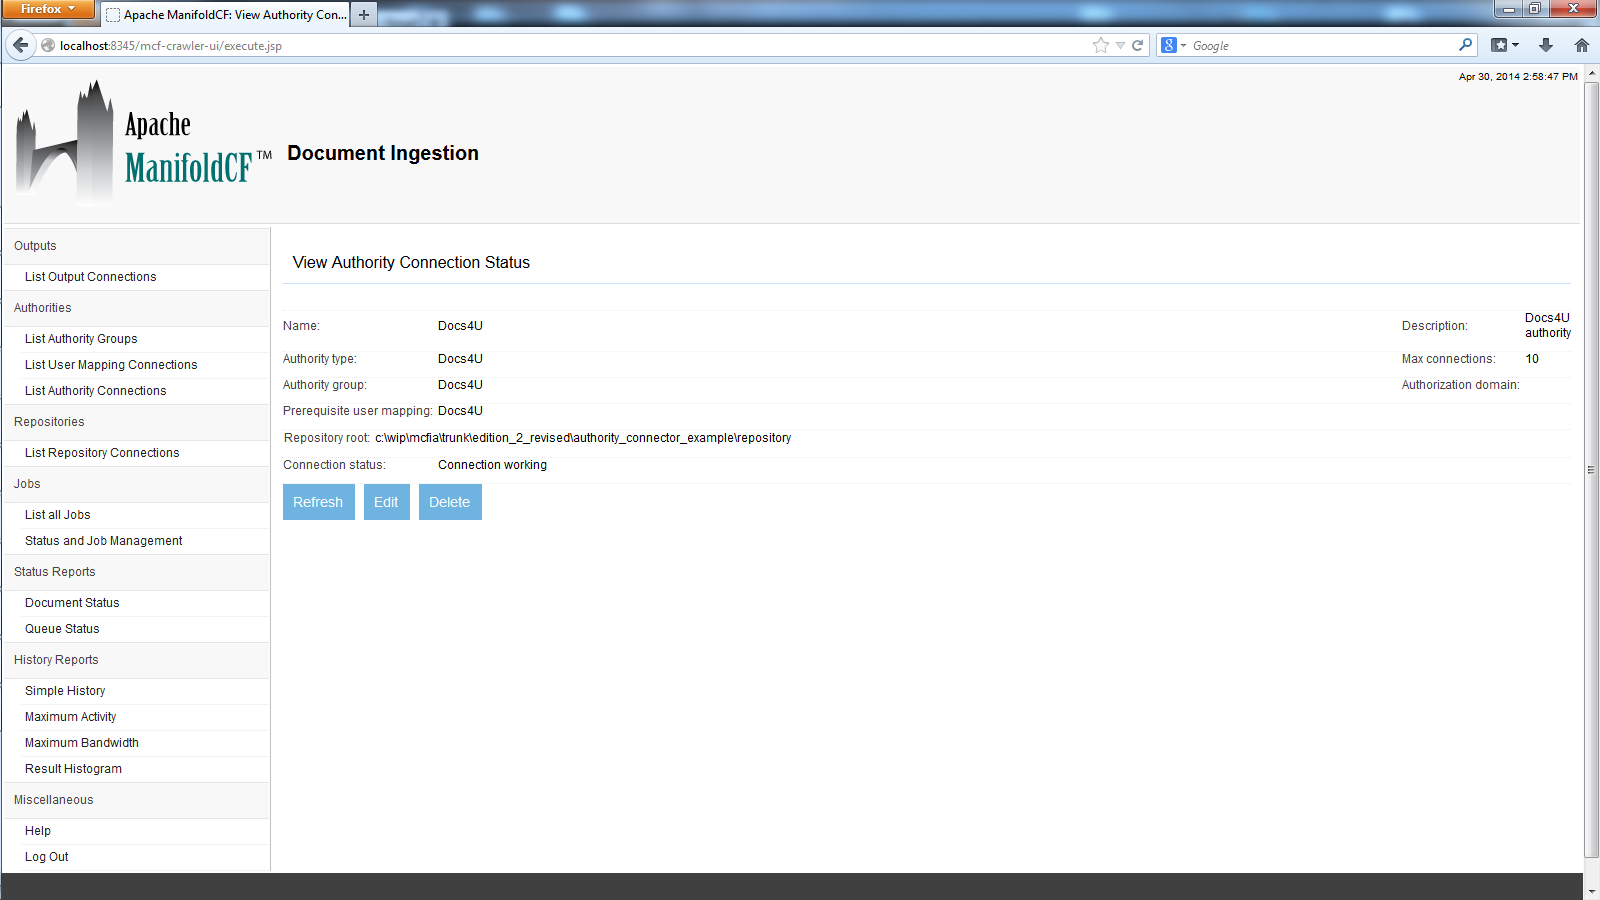 Firefox
Apache ManifoldCF: View Authority Con...
localhost:8345/mcf-crawler-ui/execute.jsp
Google
Apr 30, 2014 2:58:47 PM
Apache
ManifoldCF™
Document Ingestion
Outputs
List Output Connections
Authorities
List Authority Groups
List User Mapping Connections
List Authority Connections
Repositories
List Repository Connections
Jobs
List all Jobs
Status and Job Management
Status Reports
Document Status
Queue Status
History Reports
Simple History
Maximum Activity
Maximum Bandwidth
Result Histogram
Miscellaneous
Help
Log Out
View Authority Connection Status
Name: Docs4U
Description: Docs4U
authority
Authority type: Docs4U
Max connections: 10
Authority group: Docs4U
Authorization domain:
Prerequisite user mapping: Docs4U
Repository root: c:\wip\mcfia\trunk\edition_2_revised\authority_connector_example\repository
Connection status: Connection working
Refresh Edit Delete